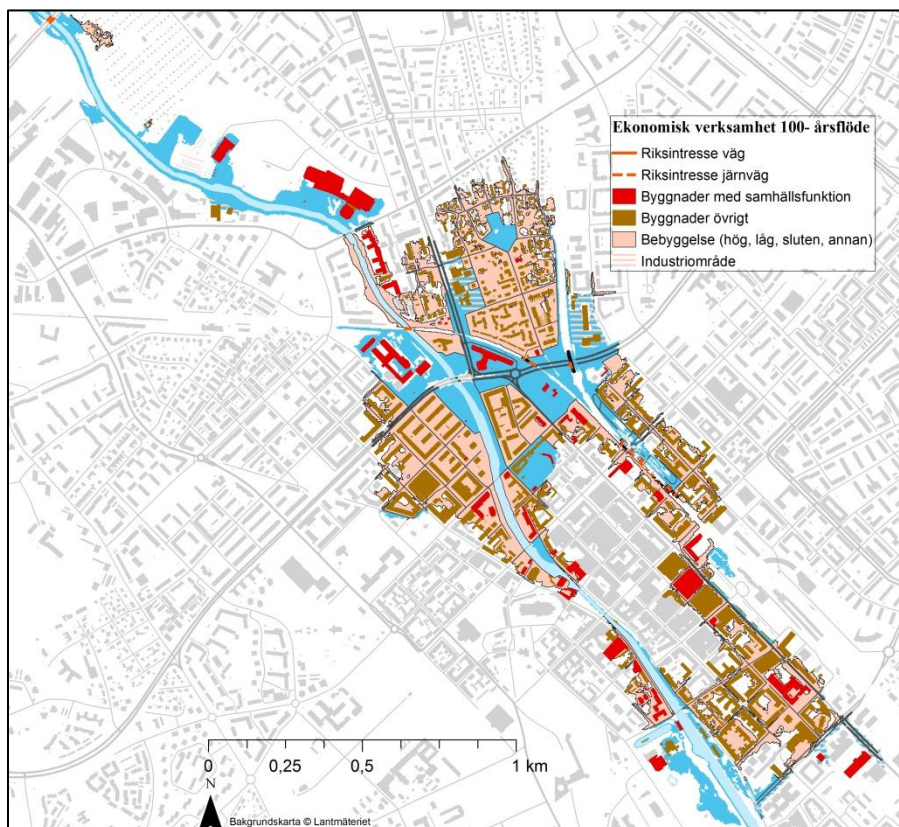 Ekonomisk verksamhet 100- årsflöde
Riksintresse väg
Riksintresse järnväg
Byggnader med samhällsfunktion
Byggnader övrigt
Bebyggelse (hög, låg, sluten, annan)
Industriområde
0 0,25 0,5 1 km
N
Bakgrundskarta © Lantmäteriet